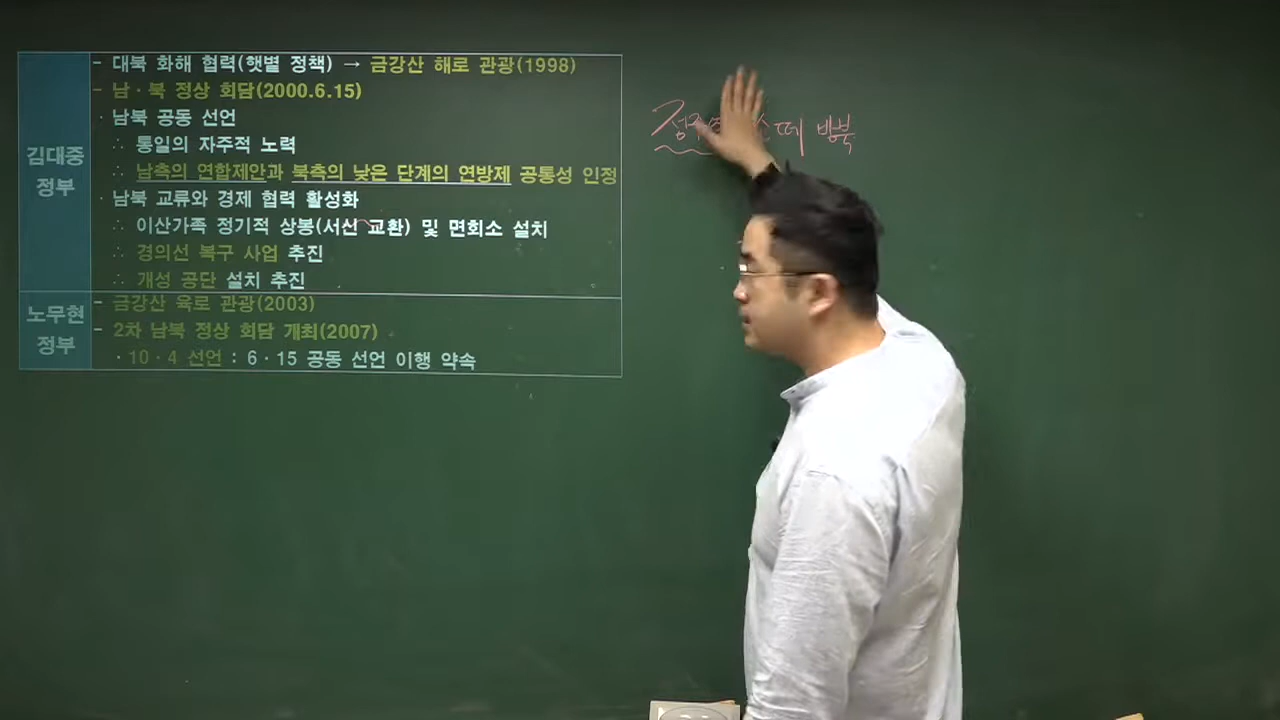 김대중
정부
- 대북 화해 협력(햇볕 정책) → 금강산 해로 관광(1998)
- 남·북 정상 회담(2000.6.15)
· 남북 공동 선언
∴ 통일의 자주적 노력
∴ 남측의 연합제안과 북측의 낮은 단계의 연방제 공통성 인정
· 남북 교류와 경제 협력 활성화
∴ 이산가족 정기적 상봉(서신 교환) 및 면회소 설치
∴ 경의선 복구 사업 추진
∴ 개성 공단 설치 추진
노무현
정부
- 금강산 육로 관광(2003)
- 2차 남북 정상 회담 개최(2007)
· 10·4 선언 : 6·15 공동 선언 이행 약속
떼 방북